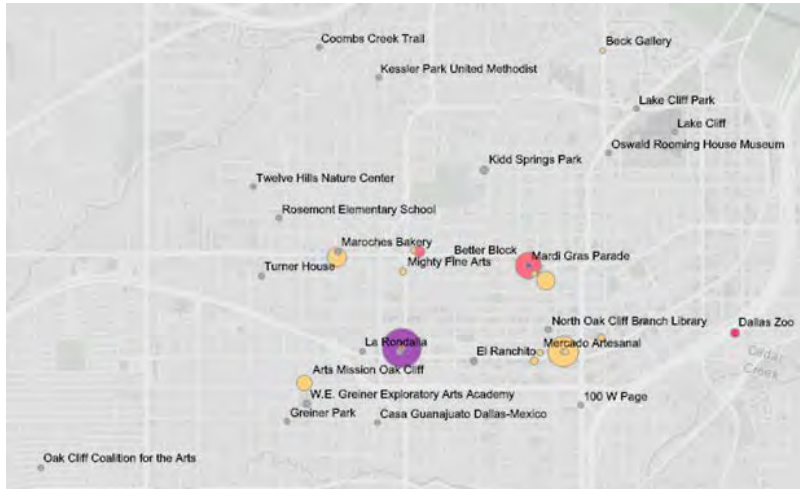 Coombs Creek Trail
Beck Gallery
Kessler Park United Methodist
Lake Cliff Park
Lake Cliff
Oswald Rooming House Museum
Kidd Springs Park
Twelve Hills Nature Center
Rosemont Elementary School
Maroches Bakery
Better Block
Mardi Gras Parade
Turner House
Mighty Fine Arts
North Oak Cliff Branch Library
Dallas Zoo
La Rondalla
El Ranchito
Mercado Artesanal
Cedar
Creek
Arts Mission Oak Cliff
W.E. Greiner Exploratory Arts Academy
100 W Page
Greiner Park
Casa Guanajuato Dallas-Mexico
Oak Cliff Coalition for the Arts